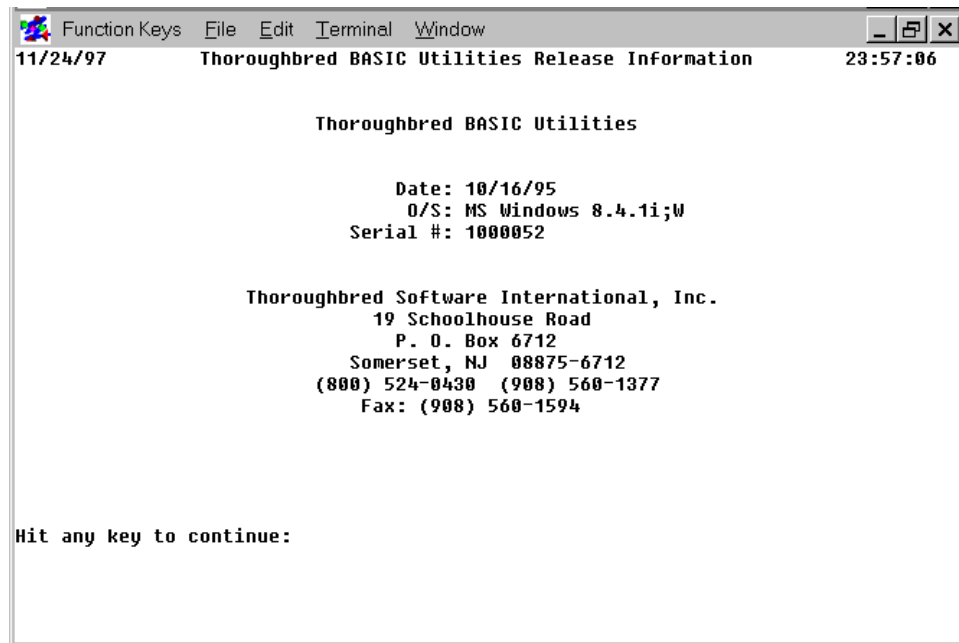 Function Keys File Edit Terminal Window
11/24/97 Thoroughbred BASIC Utilities Release Information 23:57:06
Thoroughbred BASIC Utilities
Date: 10/16/95
O/S: MS Windows 8.4.1i;W
Serial #: 1000052
Thoroughbred Software International, Inc.
19 Schoolhouse Road
P. O. Box 6712
Somerset, NJ  08875-6712
(800) 524-0430  (908) 560-1377
Fax: (908) 560-1594
Hit any key to continue: